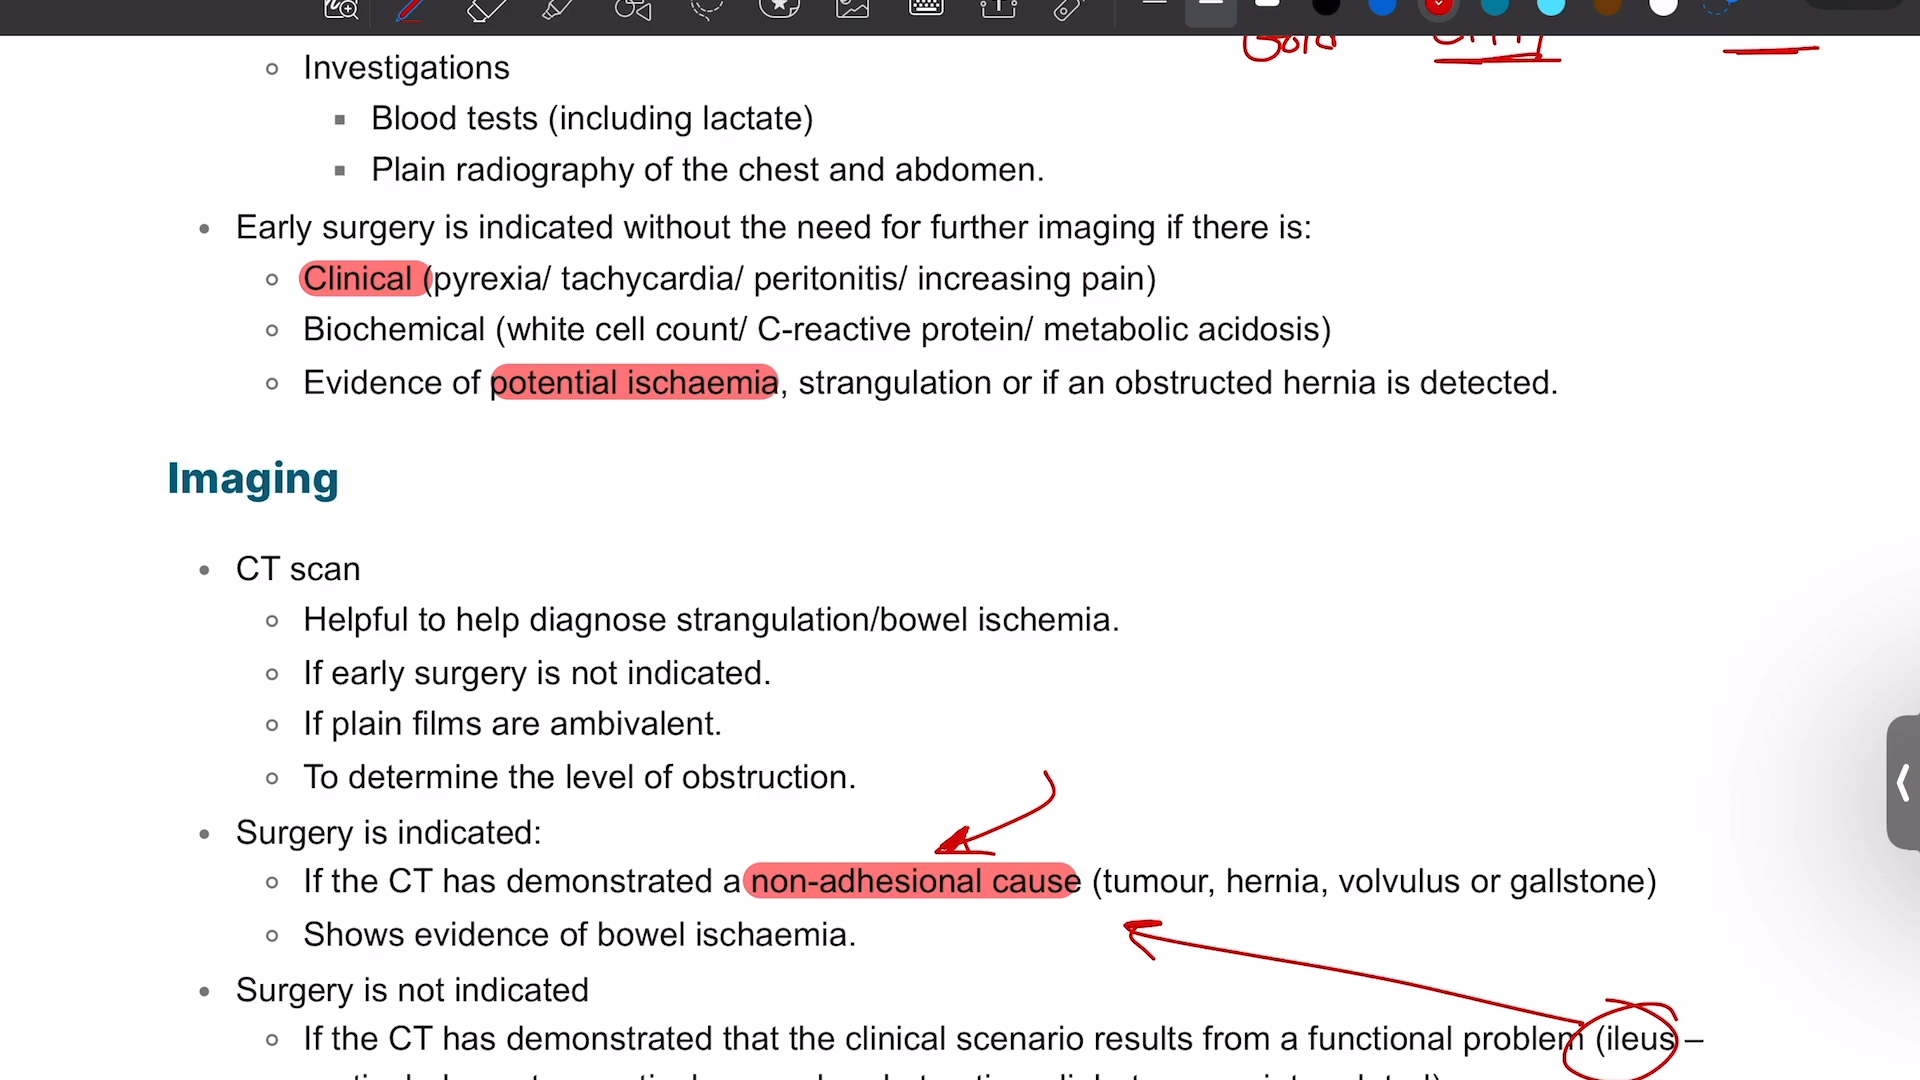 Gold
Investigations
Blood tests (including lactate)
Plain radiography of the chest and abdomen.
Early surgery is indicated without the need for further imaging if there is:
Clinical (pyrexia/ tachycardia/ peritonitis/ increasing pain)
Biochemical (white cell count/ C-reactive protein/ metabolic acidosis)
Evidence of potential ischaemia, strangulation or if an obstructed hernia is detected.
Imaging
CT scan
Helpful to help diagnose strangulation/bowel ischemia.
If early surgery is not indicated.
If plain films are ambivalent.
To determine the level of obstruction.
Surgery is indicated:
If the CT has demonstrated a non-adhesional cause (tumour, hernia, volvulus or gallstone)
Shows evidence of bowel ischaemia.
Surgery is not indicated
If the CT has demonstrated that the clinical scenario results from a functional problem (ileus –